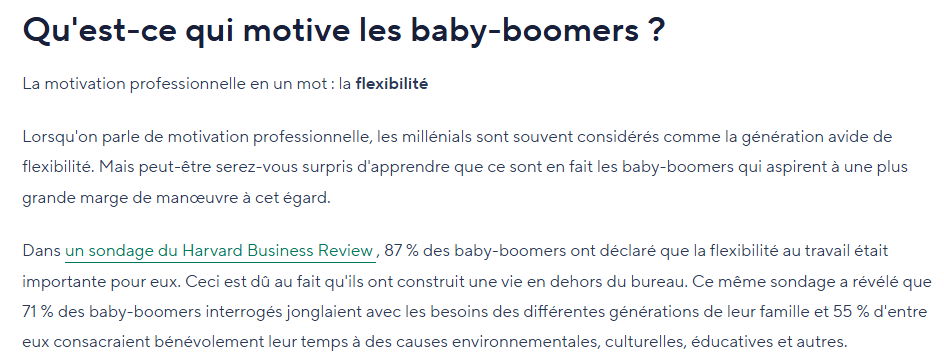 Qu'est-ce qui motive les baby-boomers ?
La motivation professionnelle en un mot : la flexibilité
Lorsqu'on parle de motivation professionnelle, les millénials sont souvent considérés comme la génération avide de
flexibilité. Mais peut-être serez-vous surpris d'apprendre que ce sont en fait les baby-boomers qui aspirent à une plus
grande marge de manœuvre à cet égard.
Dans un sondage du Harvard Business Review , 87 % des baby-boomers ont déclaré que la flexibilité au travail était
importante pour eux. Ceci est dû au fait qu'ils ont construit une vie en dehors du bureau. Ce même sondage a révélé que
71 % des baby-boomers interrogés jonglaient avec les besoins des différentes générations de leur famille et 55 % d'entre
eux consacraient bénévolement leur temps à des causes environnementales, culturelles, éducatives et autres.